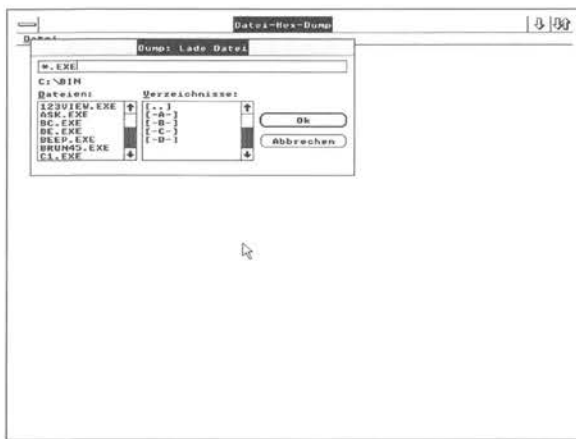 Datei-Hex-Dump
Datei
Dump: Lade Datei
*.EXE
C:\BIN
Dateien: Verzeichnisse:
123VIEW.EXE [..]
ASK.EXE [-A-]
BC.EXE [-B-]
BE.EXE [-C-]
BEEP.EXE [-D-]
BRUN45.EXE
C1.EXE
Ok
Abbrechen